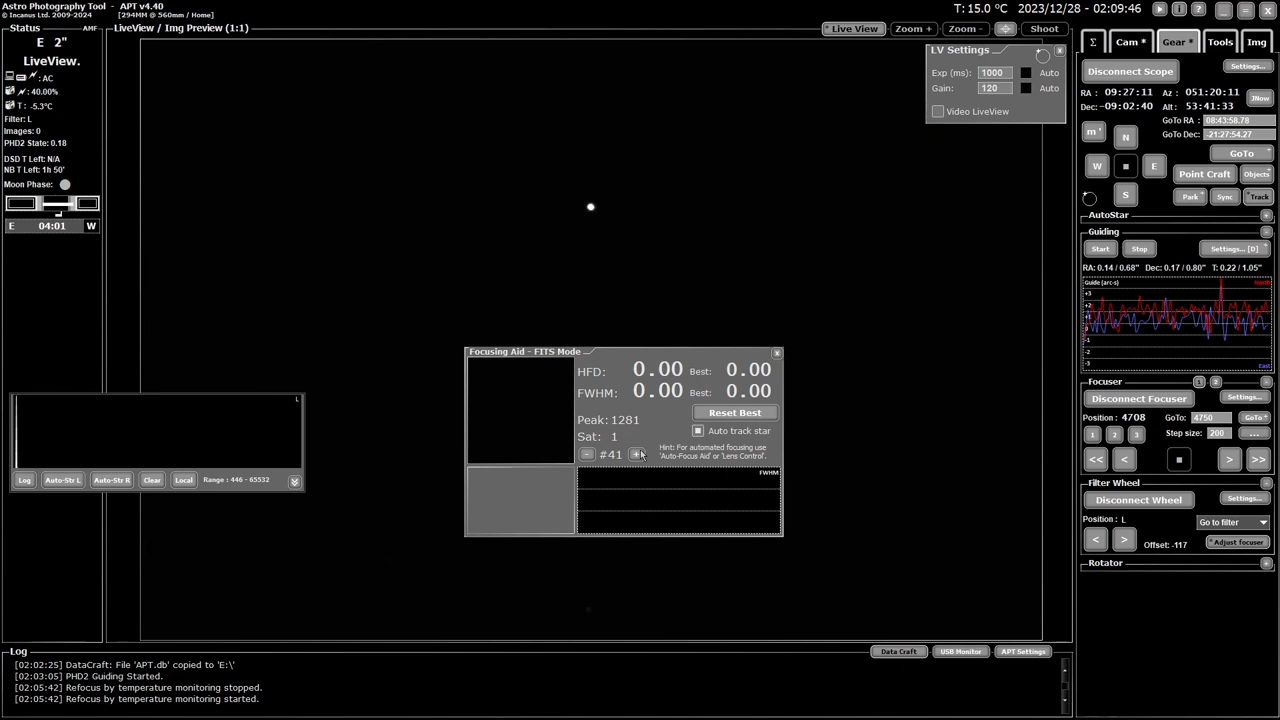 Astro Photography Tool - APT v4.40
© Incanus Ltd. 2009-2024 [294MM @ 560mm / Home]
T: 15.0 ºC 2023/12/28 - 02:09:46
i ?
Status AMF
E 2"
LiveView.
: AC
: 40.00%
T : -5.3°C
Filter: L
Images: 0
PHD2 State: 0.18
DSD T Left: N/A
NB T Left: 1h 50'
Moon Phase:
E 04:01 W
LiveView / Img Preview (1:1)
* Live View Zoom + Zoom - Shoot
LV Settings
Exp (ms): 1000 Auto
Gain: 120 Auto
Video LiveView
L
Log Auto-Str L Auto-Str R Clear Local Range : 446 - 65532
Focusing Aid - FITS Mode x
HFD: 0.00 Best: 0.00
FWHM: 0.00 Best: 0.00
Reset Best
Peak: 1281
Auto track star
Sat: 1
- #41 +
Hint: For automated focusing use
'Auto-Focus Aid' or 'Lens Control'.
FWHM
Σ Cam * Gear * Tools Img
Disconnect Scope Settings...
RA : 09:27:11 Az : 051:20:11
Dec: -09:02:40 Alt : 53:41:33
JNow
GoTo RA : 08:43:58.78
GoTo Dec: -21:27:54.27
m' N GoTo
W E Point Craft Objects
S Park Sync Track
AutoStar
Guiding
Start Stop Settings... [D]
RA: 0.14 / 0.68" Dec: 0.17 / 0.80" T: 0.22 / 1.05"
Guide (arc-s) North
+3
+2
+1
-1
-2
-3
East
Focuser 1 2
Disconnect Focuser Settings...
Position : 4708 GoTo: 4750 GoTo
1 2 3 Step size: 200 ...
<< < > >>
Filter Wheel
Disconnect Wheel Settings...
Position : L Go to filter
< > Offset: -117 * Adjust focuser
Rotator
Log Data Craft USB Monitor APT Settings
[02:02:25] DataCraft: File 'APT.db' copied to 'E:\'
[02:03:05] PHD2 Guiding Started.
[02:05:42] Refocus by temperature monitoring stopped.
[02:05:42] Refocus by temperature monitoring started.